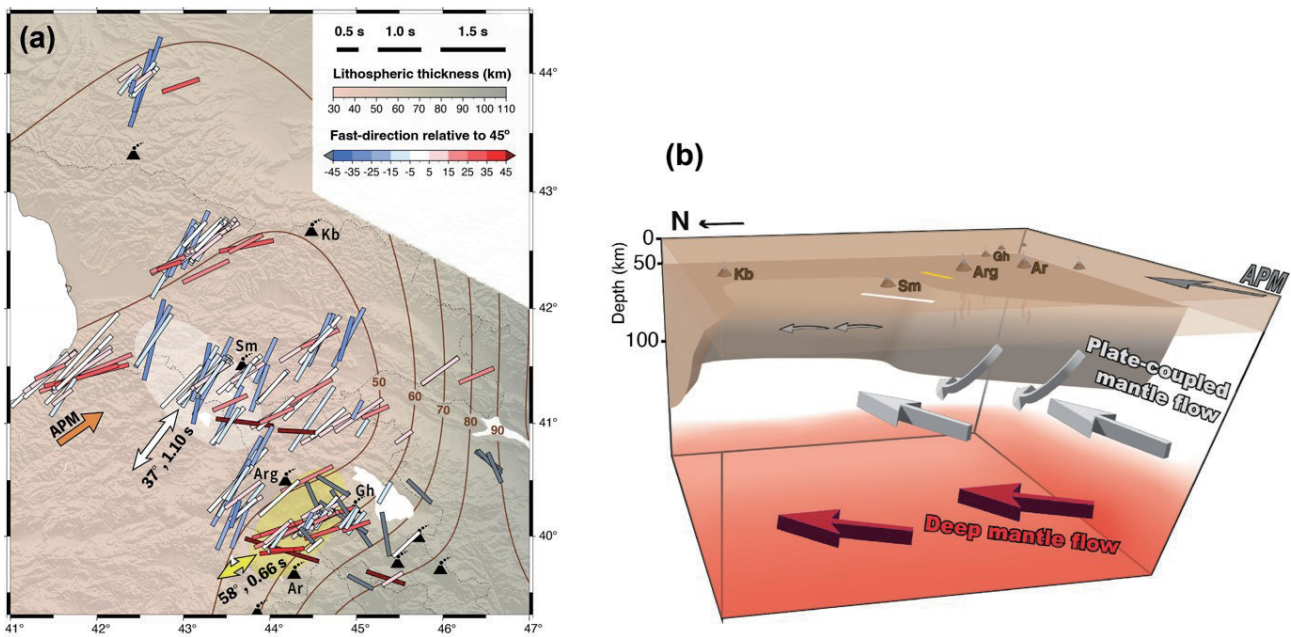 (a)
0.5 s 1.0 s 1.5 s
Lithospheric thickness (km)
30 40 50 60 70 80 90 100 110
Fast-direction relative to 45°
-45 -35 -25 -15 -5 5 15 25 35 45
44°
43°
42°
41°
40°
Kb
Sm
50
60
70
80
90
APM
37°, 1.10 s
Arg
Gh
58°, 0.66 s
Ar
41° 42° 43° 44° 45° 46° 47°
(b)
N
0
50
100
Depth (km)
Kb
Sm
Arg
Gh
Ar
APM
Plate-coupled
mantle flow
Deep mantle flow